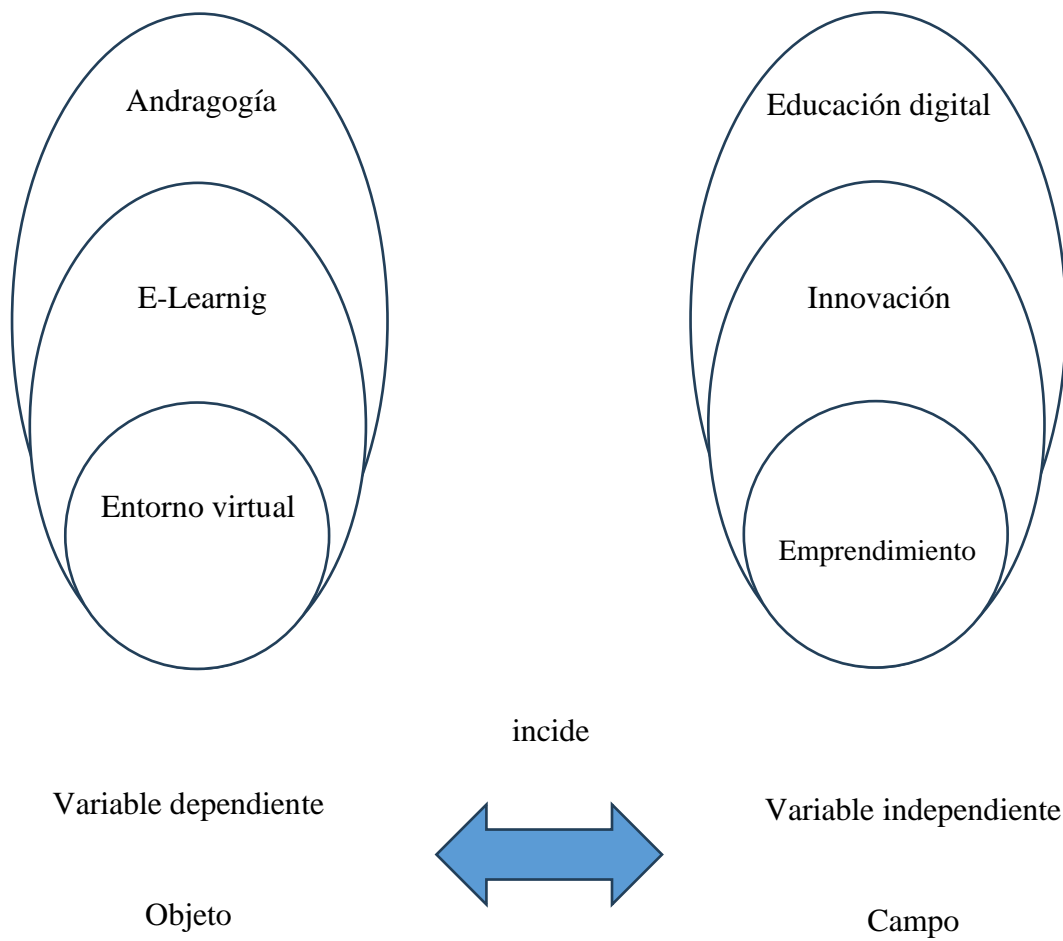 Andragogía
Educación digital
E-Learnig
Innovación
Entorno virtual
Emprendimiento
incide
Variable dependiente
Variable independiente
Objeto
Campo